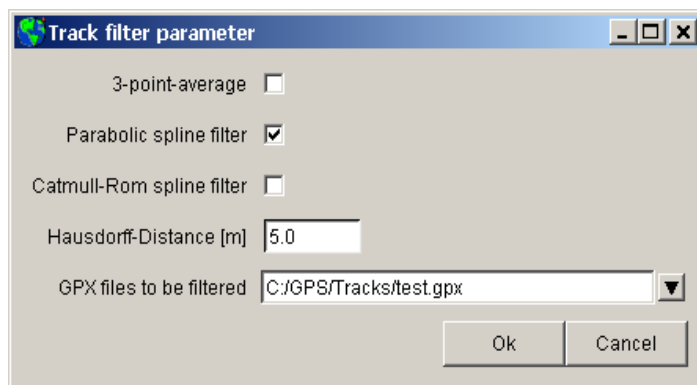 Track filter parameter
3-point-average
Parabolic spline filter
Catmull-Rom spline filter
Hausdorff-Distance [m] 5.0
GPX files to be filtered C:/GPS/Tracks/test.gpx
Ok Cancel